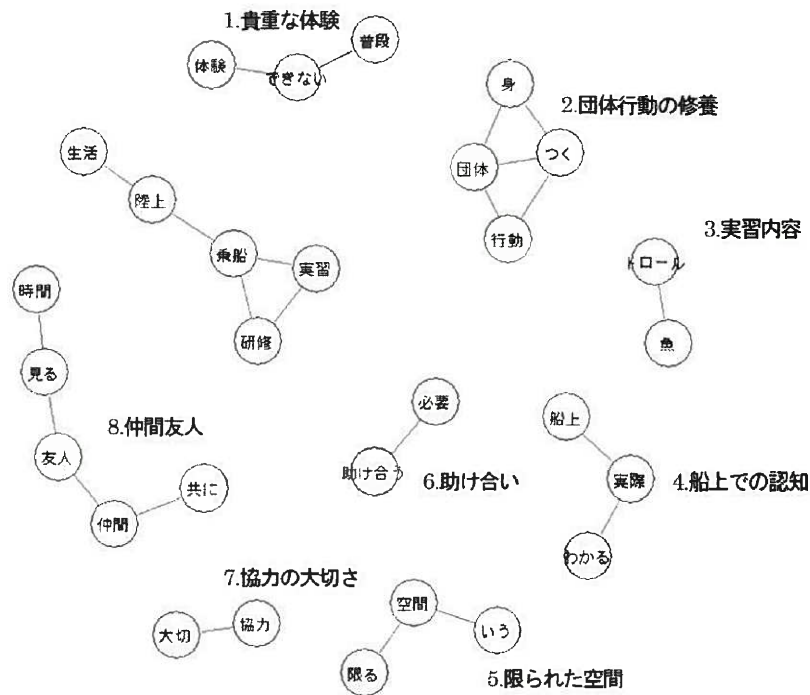 1.貴重な体験
普段
体験
できない
身
2.団体行動の修養
つく
団体
行動
生活
陸上
乗船
実習
研修
3.実習内容
トロール
魚
時間
見る
友人
仲間
共に
8.仲間友人
必要
助け合う
6.助け合い
船上
実際
わかる
4.船上での認知
7.協力の大切さ
大切
協力
空間
いう
限る
5.限られた空間